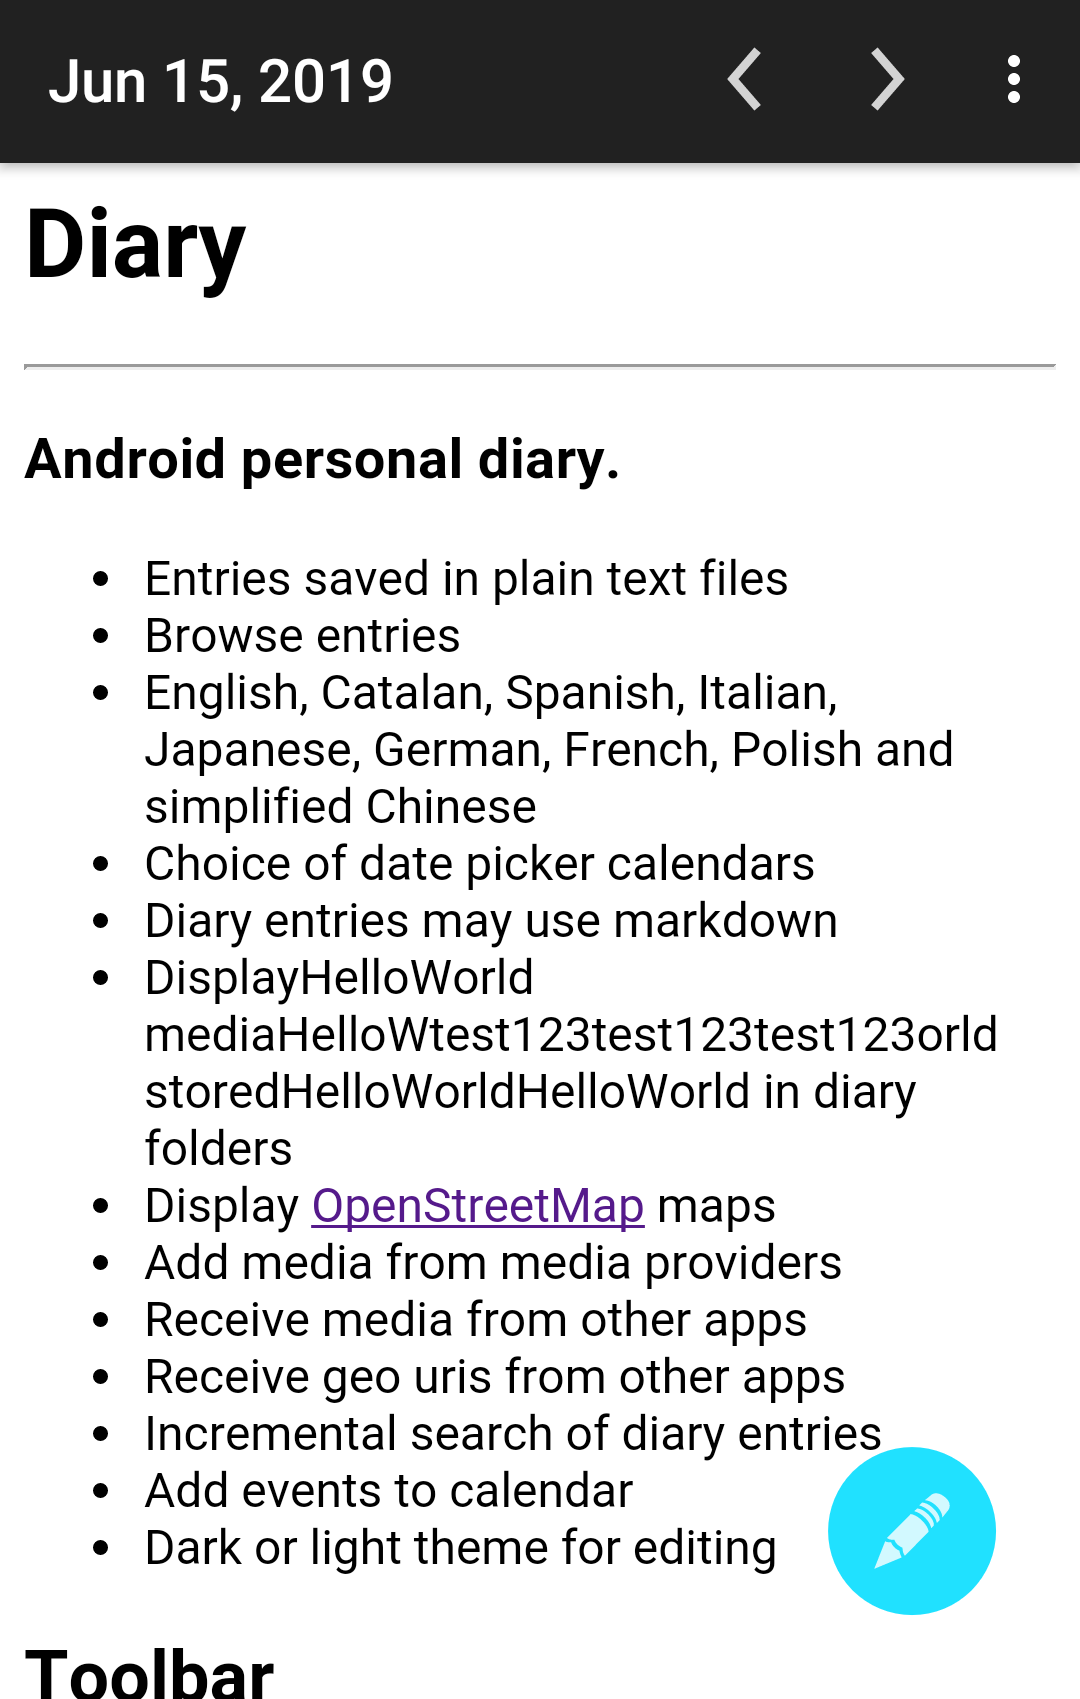 Jun 15, 2019
Diary
Android personal diary.
• Entries saved in plain text files
• Browse entries
• English, Catalan, Spanish, Italian,
Japanese, German, French, Polish and
simplified Chinese
• Choice of date picker calendars
• Diary entries may use markdown
• DisplayHelloWorld
mediaHelloWtest123test123test123orld
storedHelloWorldHelloWorld in diary
folders
• Display OpenStreetMap maps
• Add media from media providers
• Receive media from other apps
• Receive geo uris from other apps
• Incremental search of diary entries
• Add events to calendar
• Dark or light theme for editing
Toolbar